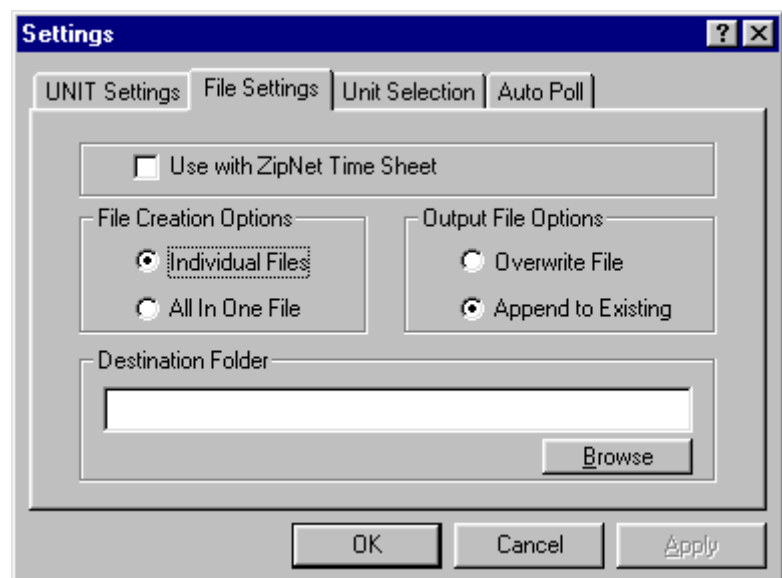 Settings
UNIT Settings File Settings Unit Selection Auto Poll
Use with ZipNet Time Sheet
File Creation Options
Individual Files
All In One File
Output File Options
Overwrite File
Append to Existing
Destination Folder
Browse
OK Cancel Apply